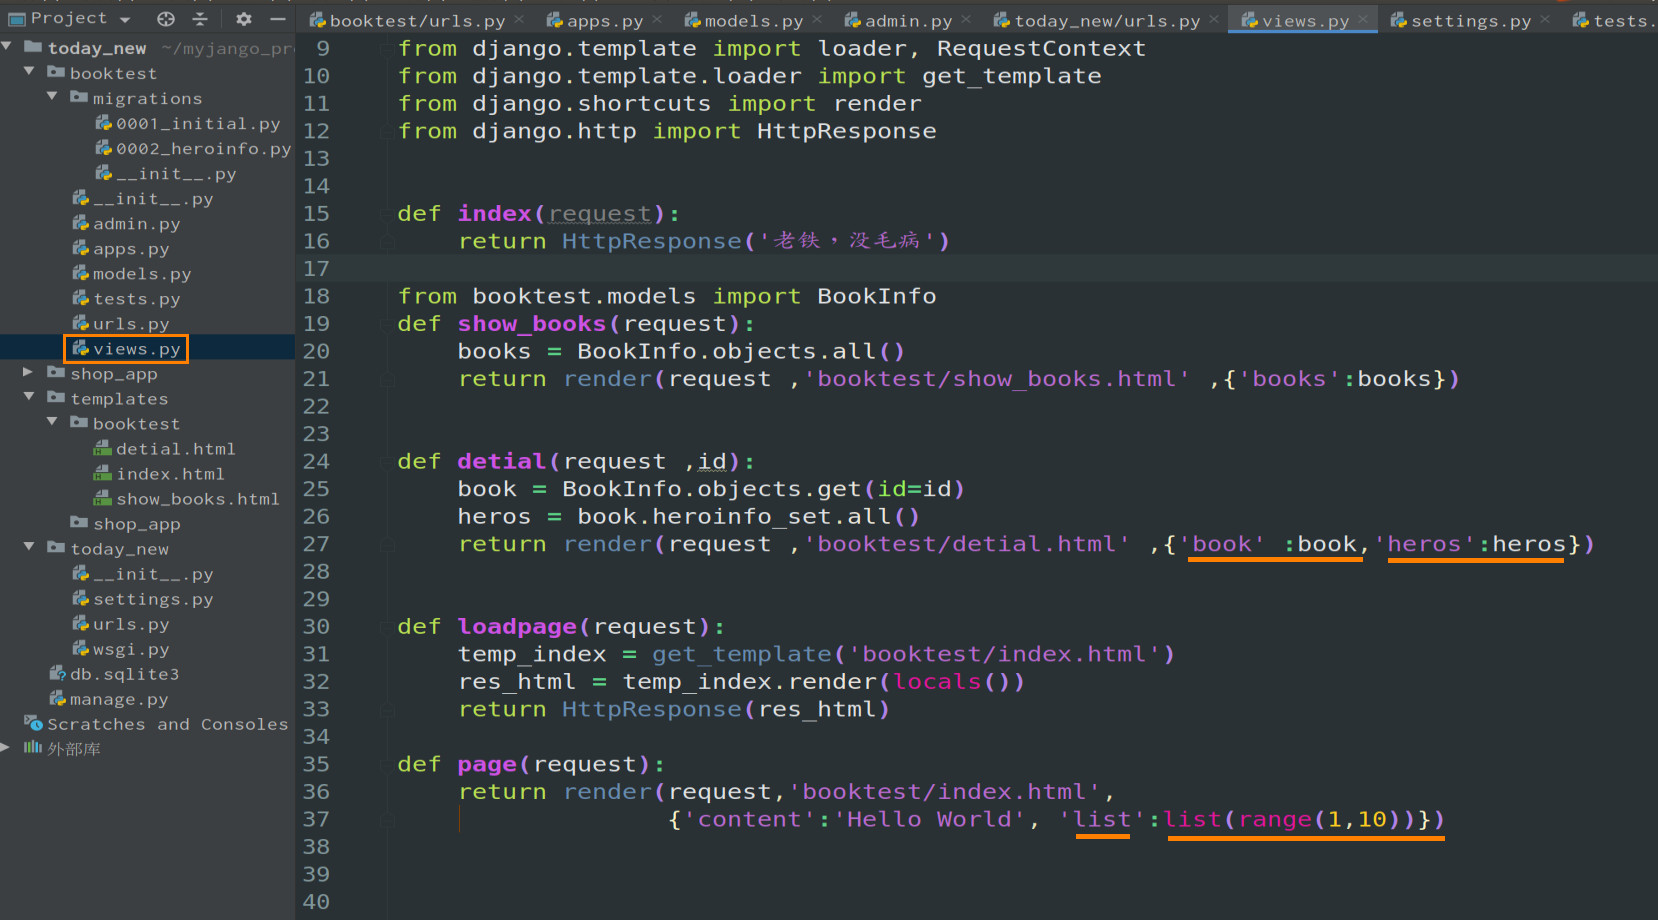 Project
booktest/urls.py
apps.py
models.py
admin.py
today_new/urls.py
views.py
settings.py
tests.
today_new ~/myjango_pro
booktest
migrations
0001_initial.py
0002_heroinfo.py
__init__.py
__init__.py
admin.py
apps.py
models.py
tests.py
urls.py
views.py
shop_app
templates
booktest
detial.html
index.html
show_books.html
shop_app
today_new
__init__.py
settings.py
urls.py
wsgi.py
db.sqlite3
manage.py
Scratches and Consoles
外部库
9 from django.template import loader, RequestContext
10 from django.template.loader import get_template
11 from django.shortcuts import render
12 from django.http import HttpResponse
13
14
15 def index(request):
16 return HttpResponse('老铁，没毛病')
17
18 from booktest.models import BookInfo
19 def show_books(request):
20 books = BookInfo.objects.all()
21 return render(request ,'booktest/show_books.html' ,{'books':books})
22
23
24 def detial(request ,id):
25 book = BookInfo.objects.get(id=id)
26 heros = book.heroinfo_set.all()
27 return render(request ,'booktest/detial.html' ,{'book' :book,'heros':heros})
28
29
30 def loadpage(request):
31 temp_index = get_template('booktest/index.html')
32 res_html = temp_index.render(locals())
33 return HttpResponse(res_html)
34
35 def page(request):
36 return render(request,'booktest/index.html',
37 {'content':'Hello World', 'list':list(range(1,10))})
38
39
40